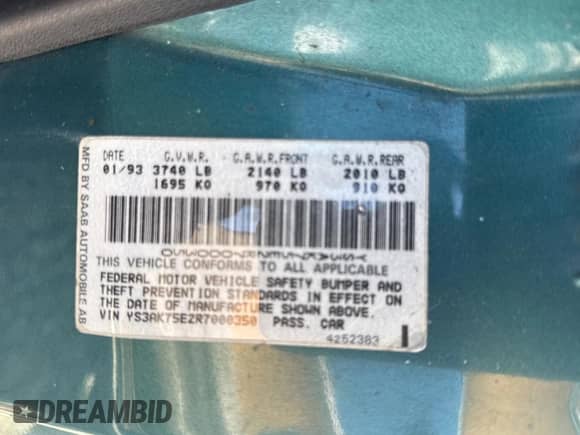 MFD BY SAAB AUTOMOBILE AB
DATE G.V.W.R. G.A.W.R.FRONT G.A.W.R.REAR
01/93 3740 LB 2140 LB 2010 LB
1695 KG 970 KG 910 KG
THIS VEHICLE CONFORMS TO ALL APPLICABLE
FEDERAL MOTOR VEHICLE SAFETY BUMPER AND
THEFT PREVENTION STANDARDS IN EFFECT ON
THE DATE OF MANUFACTURE SHOWN ABOVE.
VIN YS3AK75EZR7000350 PASS. CAR
4252383
DREAMBID